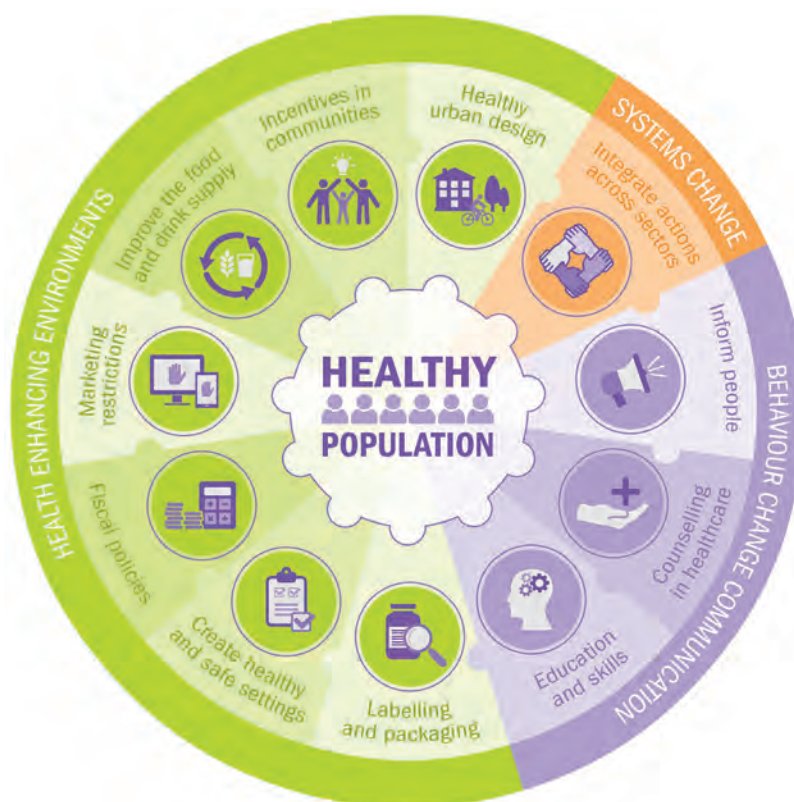 HEALTHY
POPULATION
HEALTH ENHANCING ENVIRONMENTS
Labelling
and packaging
Create healthy
and safe settings
Fiscal policies
Marketing
restrictions
Improve the food
and drink supply
Incentives in
communities
Healthy
urban design
SYSTEMS CHANGE
Integrate actions
across sectors
BEHAVIOUR CHANGE COMMUNICATION
Inform people
Counselling
in healthcare
Education
and skills